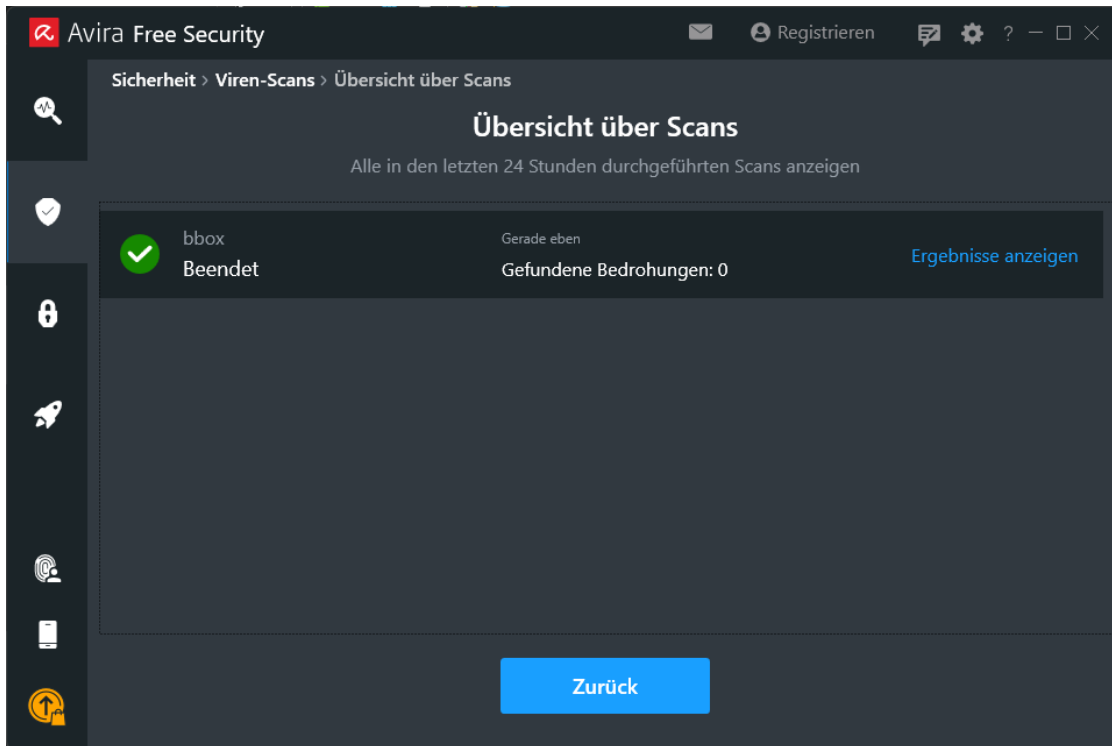 Avira Free Security
Registrieren
?
Sicherheit > Viren-Scans > Übersicht über Scans
Übersicht über Scans
Alle in den letzten 24 Stunden durchgeführten Scans anzeigen
bbox
Gerade eben
Beendet
Gefundene Bedrohungen: 0
Ergebnisse anzeigen
Zurück